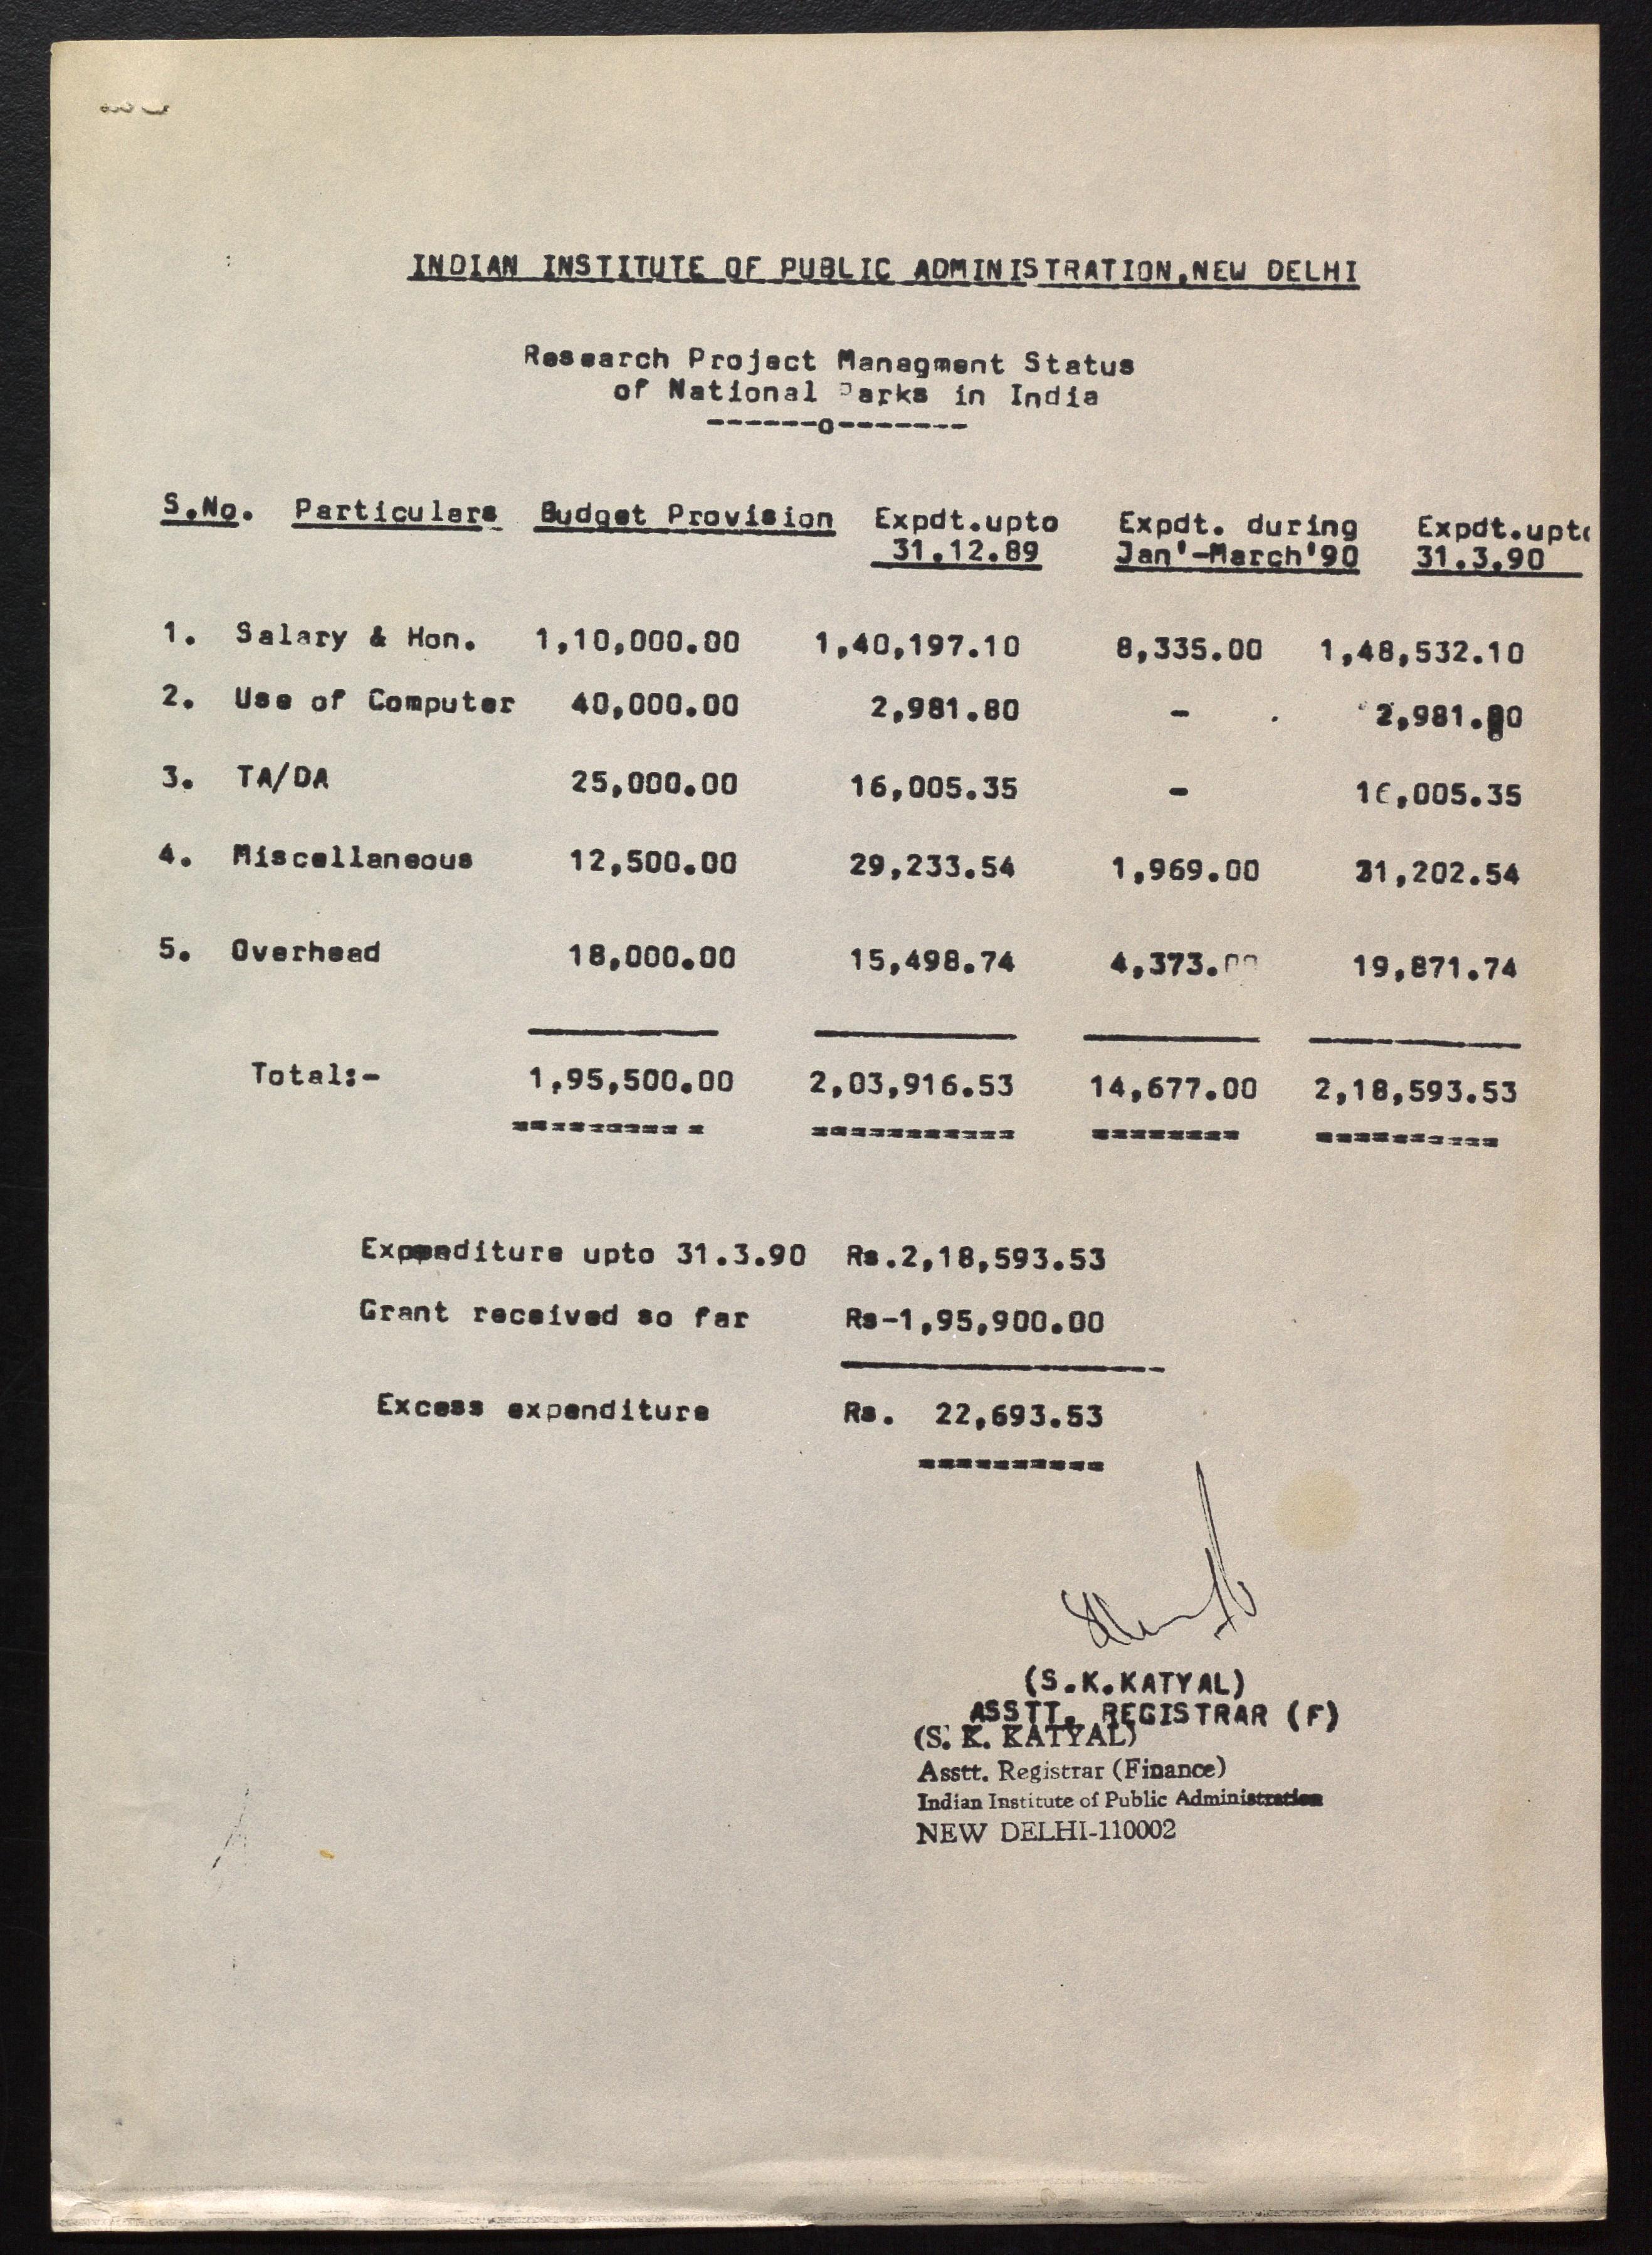 INDIAN INSTITUTE OF PUBLIC ADMINISTRATION,NEW DELHI
Research Project Managment Status
of National Parks in India
------o-------
S.No. Particulars Budget Provision Expdt.upto 31.12.89 Expdt. during Jan'-March'90 Expdt.upto 31.3.90
1. Salary & Hon. 1,10,000.00 1,40,197.10 8,335.00 1,48,532.10
2. Use of Computer 40,000.00 2,981.80 - 2,981.80
3. TA/DA 25,000.00 16,005.35 - 16,005.35
4. Miscellaneous 12,500.00 29,233.54 1,969.00 31,202.54
5. Overhead 18,000.00 15,498.74 4,373.00 19,871.74
Total:- 1,95,500.00 2,03,916.53 14,677.00 2,18,593.53
Expenditure upto 31.3.90 Rs.2,18,593.53
Grant received so far Rs-1,95,900.00
Excess expenditure Rs. 22,693.53
(S.K.KATYAL)
ASSTT. REGISTRAR (F)
(S. K. KATYAL)
Asstt. Registrar (Finance)
Indian Institute of Public Administration
NEW DELHI-110002